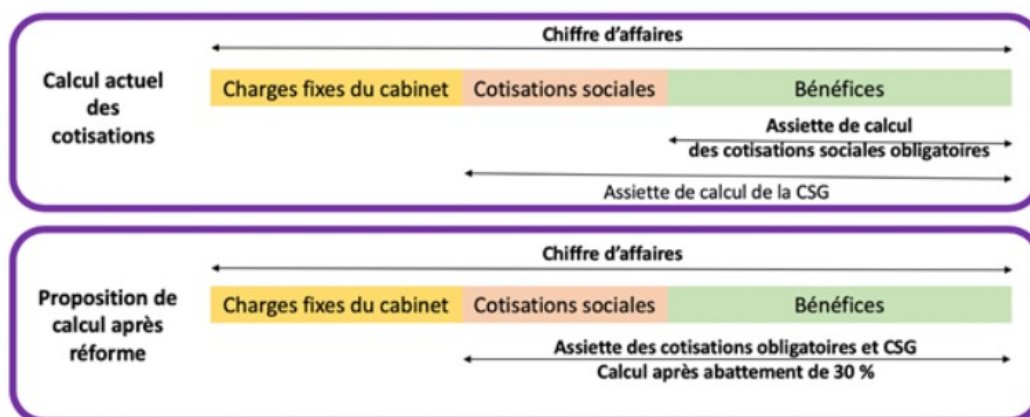 Chiffre d'affaires
Calcul actuel
des
cotisations
Charges fixes du cabinet
Cotisations sociales
Bénéfices
Assiette de calcul
des cotisations sociales obligatoires
Assiette de calcul de la CSG
Chiffre d'affaires
Proposition de
calcul après
réforme
Charges fixes du cabinet
Cotisations sociales
Bénéfices
Assiette des cotisations obligatoires et CSG
Calcul après abattement de 30 %